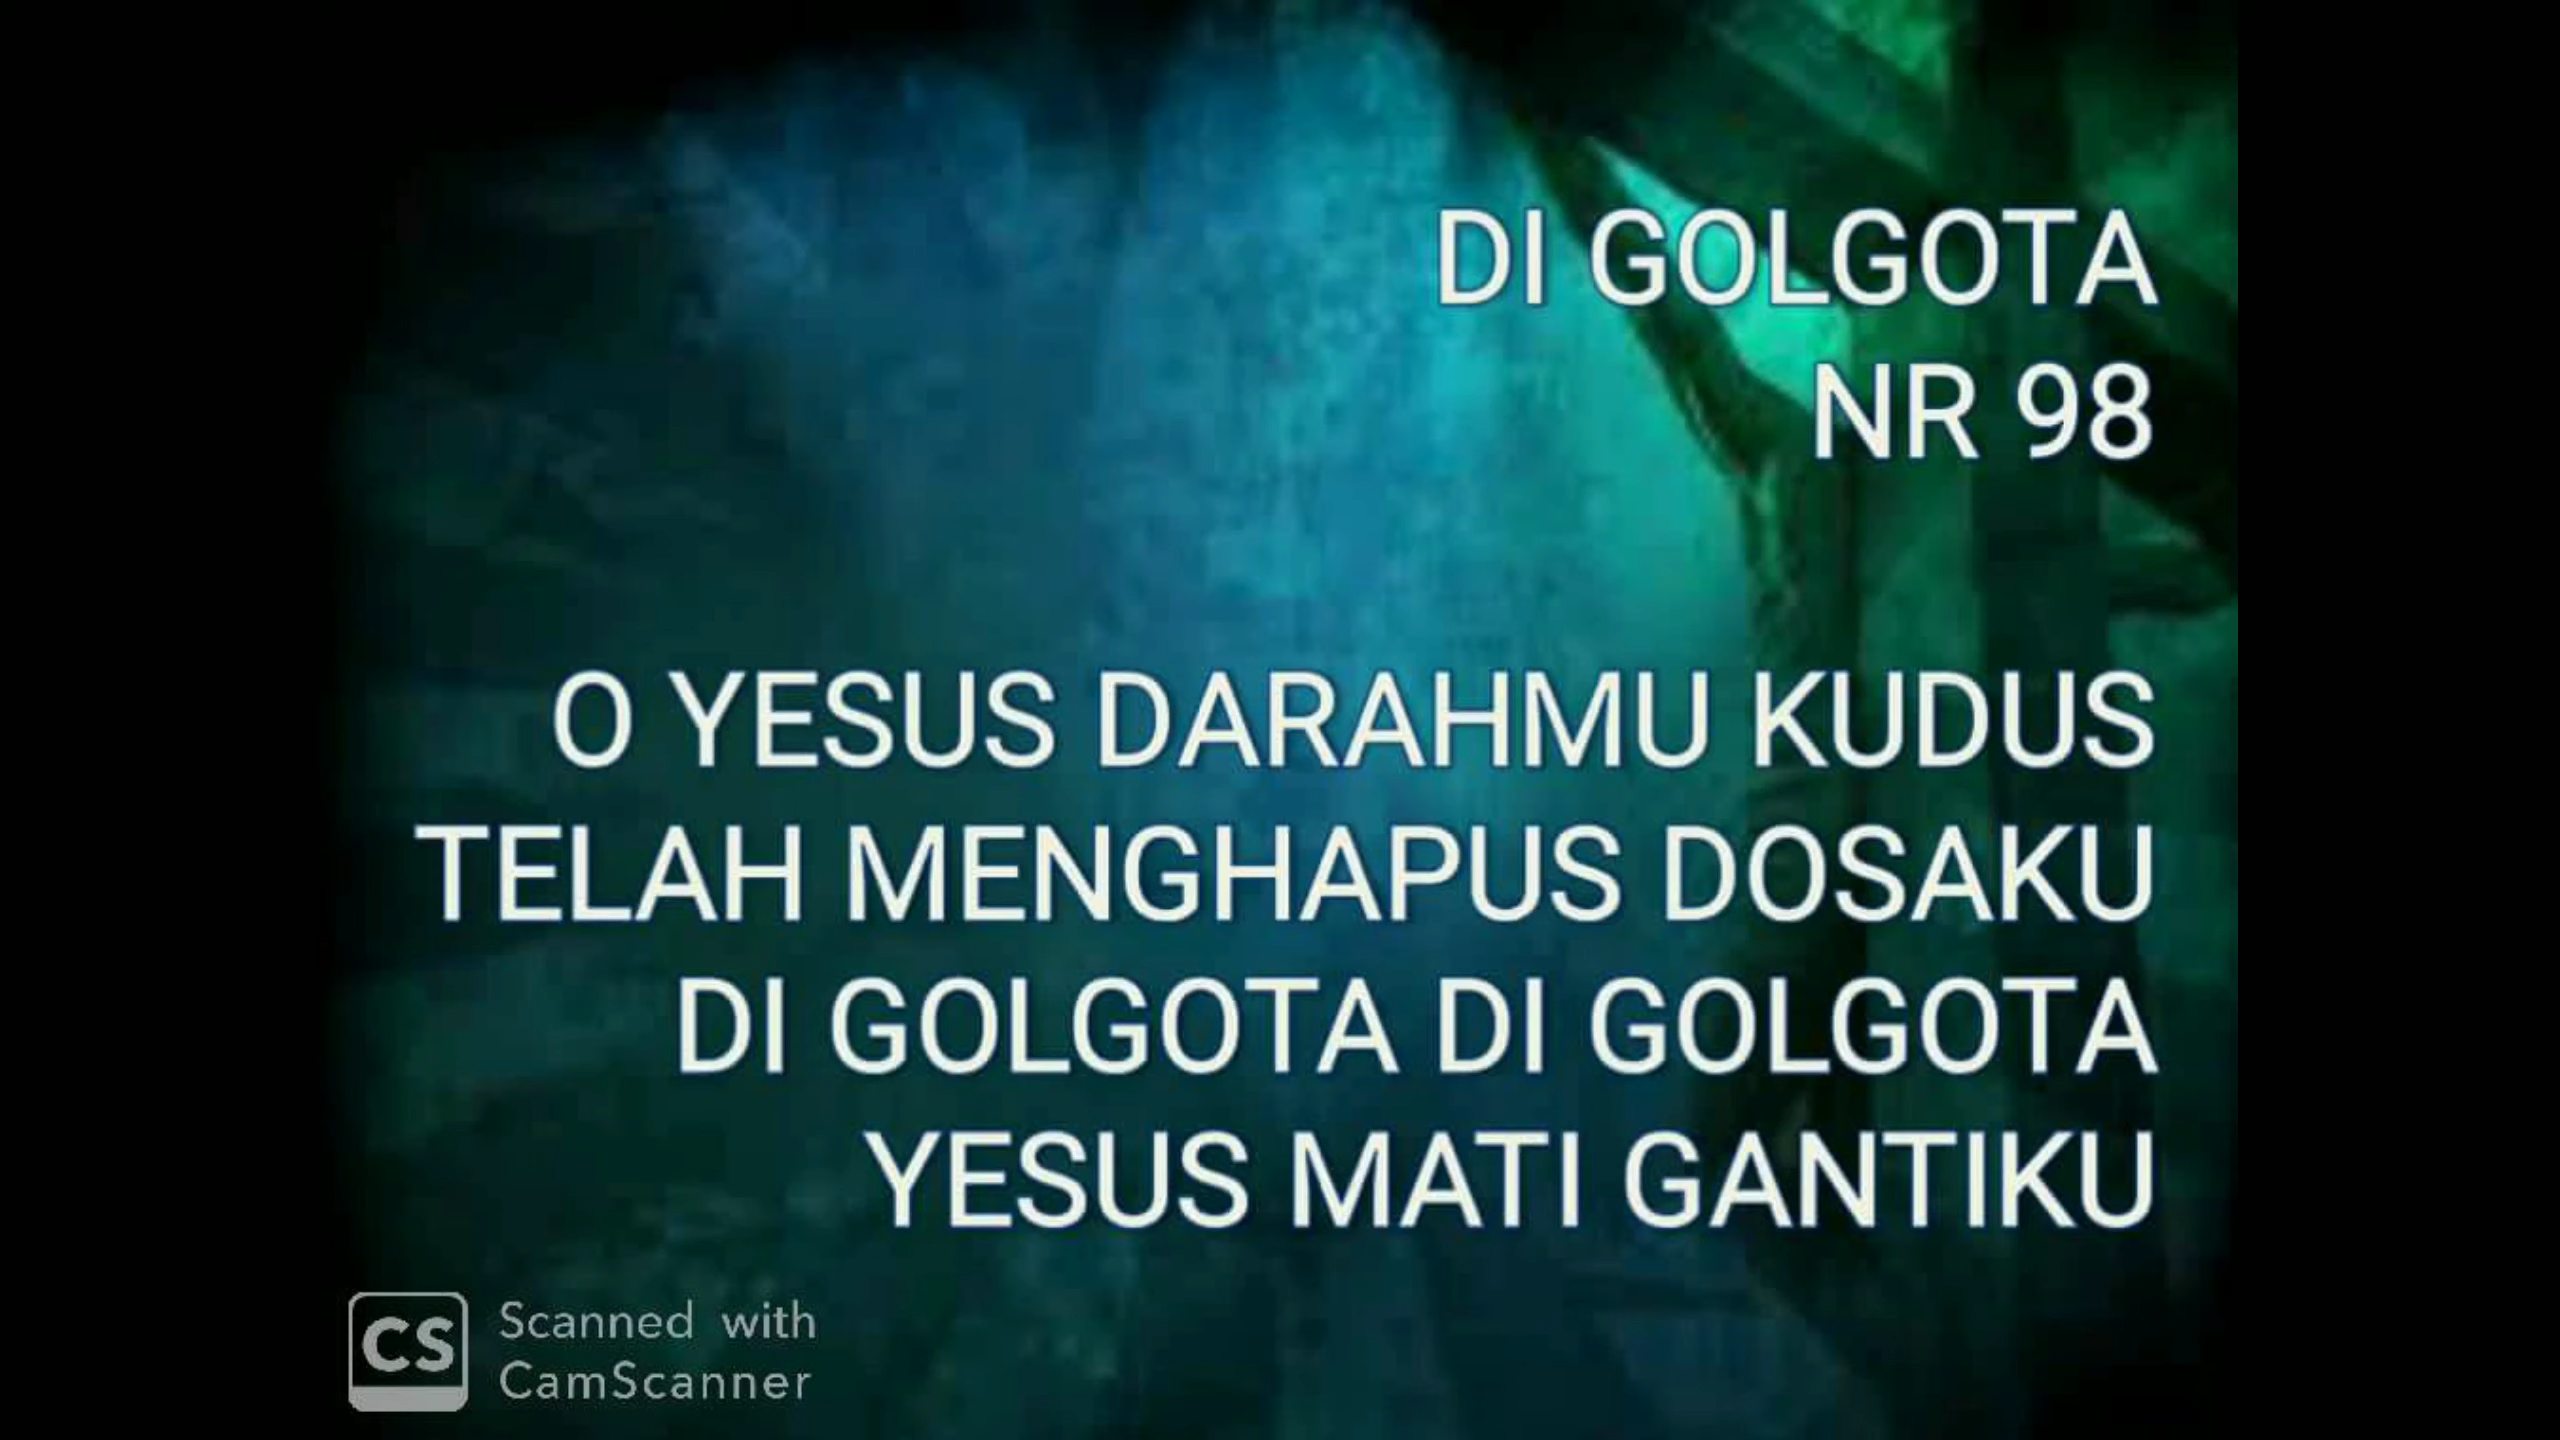 DI GOLGOTA
NR 98
O YESUS DARAHMU KUDUS
TELAH MENGHAPUS DOSAKU
DI GOLGOTA DI GOLGOTA
YESUS MATI GANTIKU
CS Scanned with
CamScanner